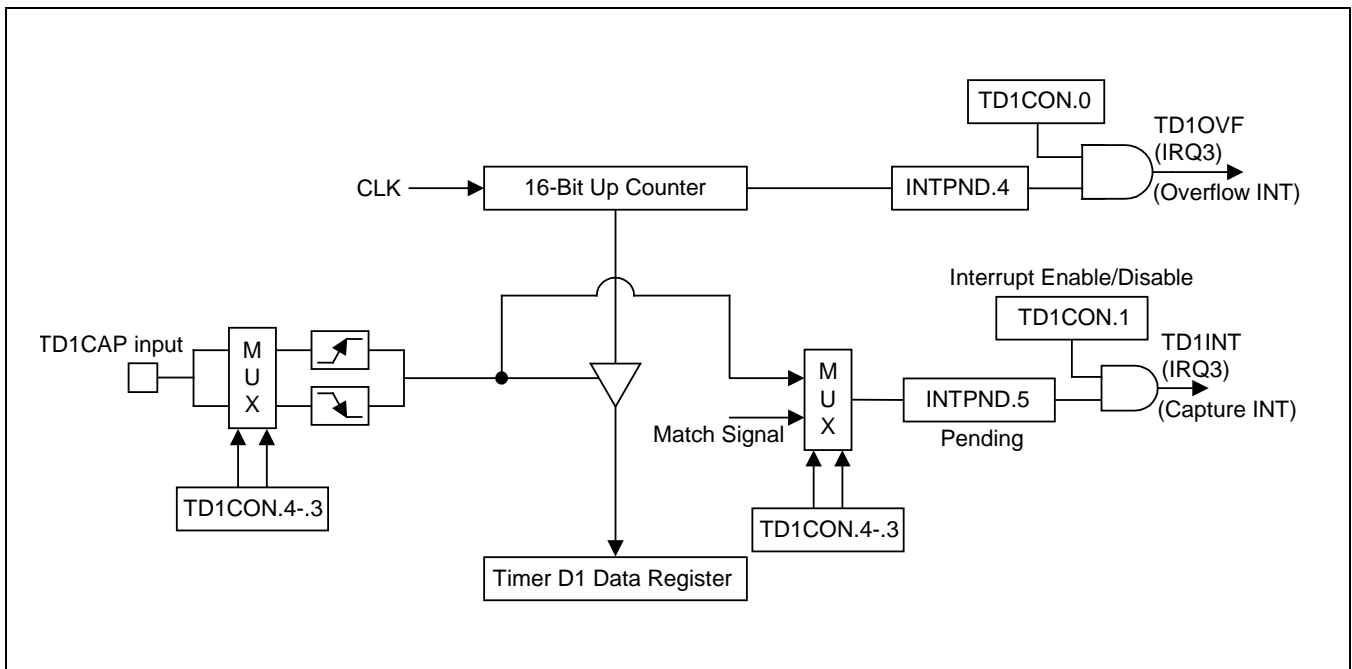 TD1CON.0
TD1OVF
(IRQ3)
(Overflow INT)
CLK
16-Bit Up Counter
INTPND.4
Interrupt Enable/Disable
TD1CON.1
TD1INT
(IRQ3)
(Capture INT)
TD1CAP input
M
U
X
M
U
X
INTPND.5
Pending
Match Signal
TD1CON.4-.3
TD1CON.4-.3
Timer D1 Data Register